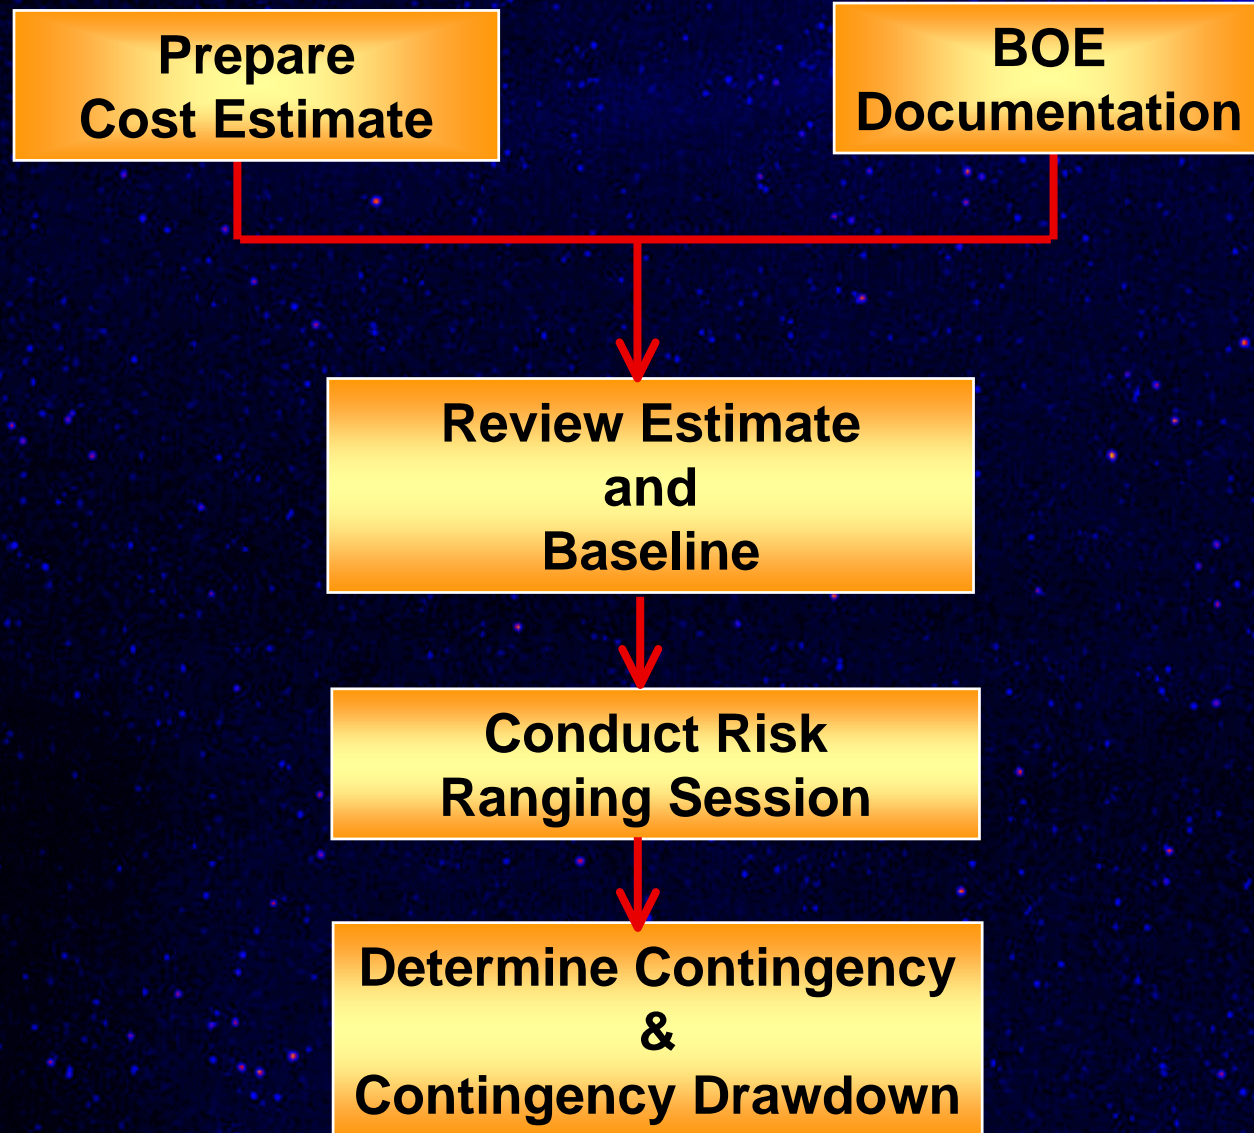 Prepare
Cost Estimate
BOE
Documentation
Review Estimate
and
Baseline
Conduct Risk
Ranging Session
Determine Contingency
&
Contingency Drawdown